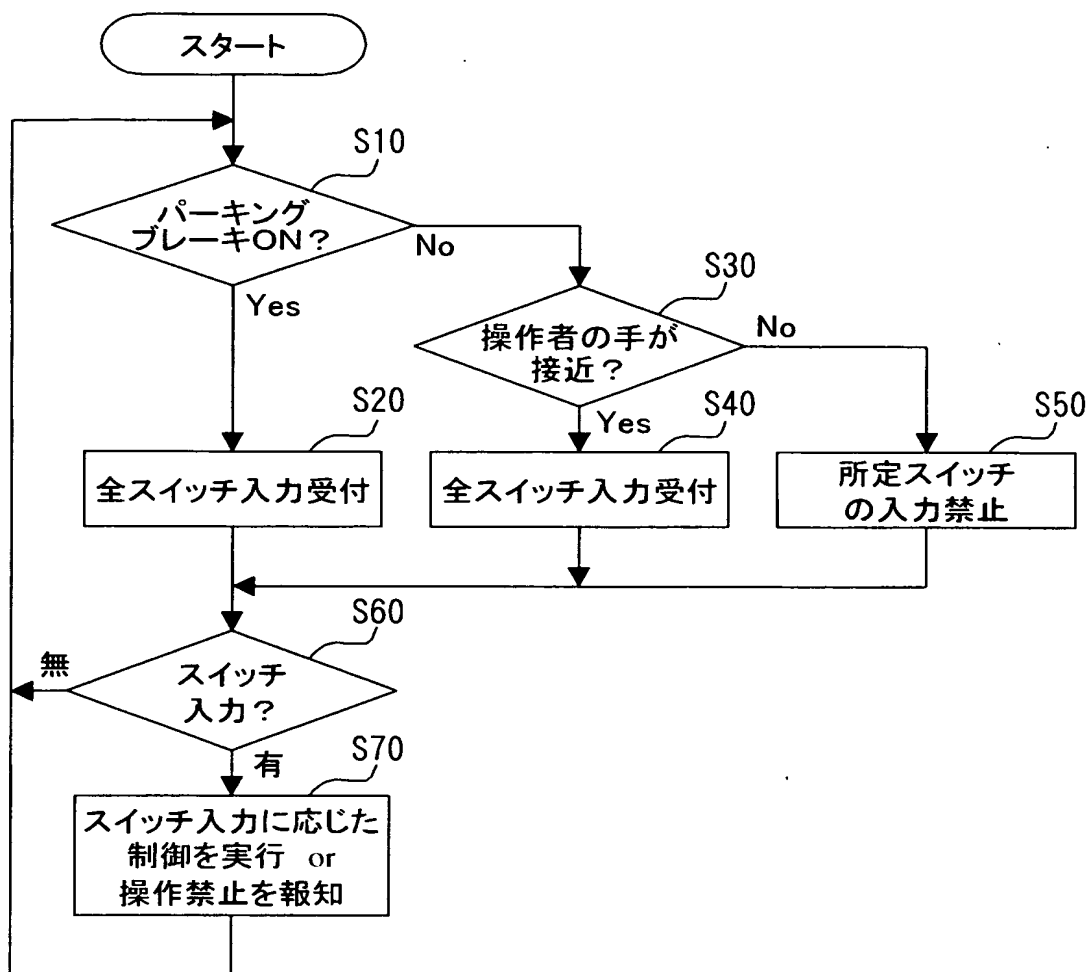 スタート
S10
パーキング
ブレーキON?
No
Yes
S30
操作者の手が
接近?
No
Yes
S20
全スイッチ入力受付
S40
全スイッチ入力受付
S50
所定スイッチ
の入力禁止
S60
スイッチ
入力?
無
有
S70
スイッチ入力に応じた
制御を実行 or
操作禁止を報知